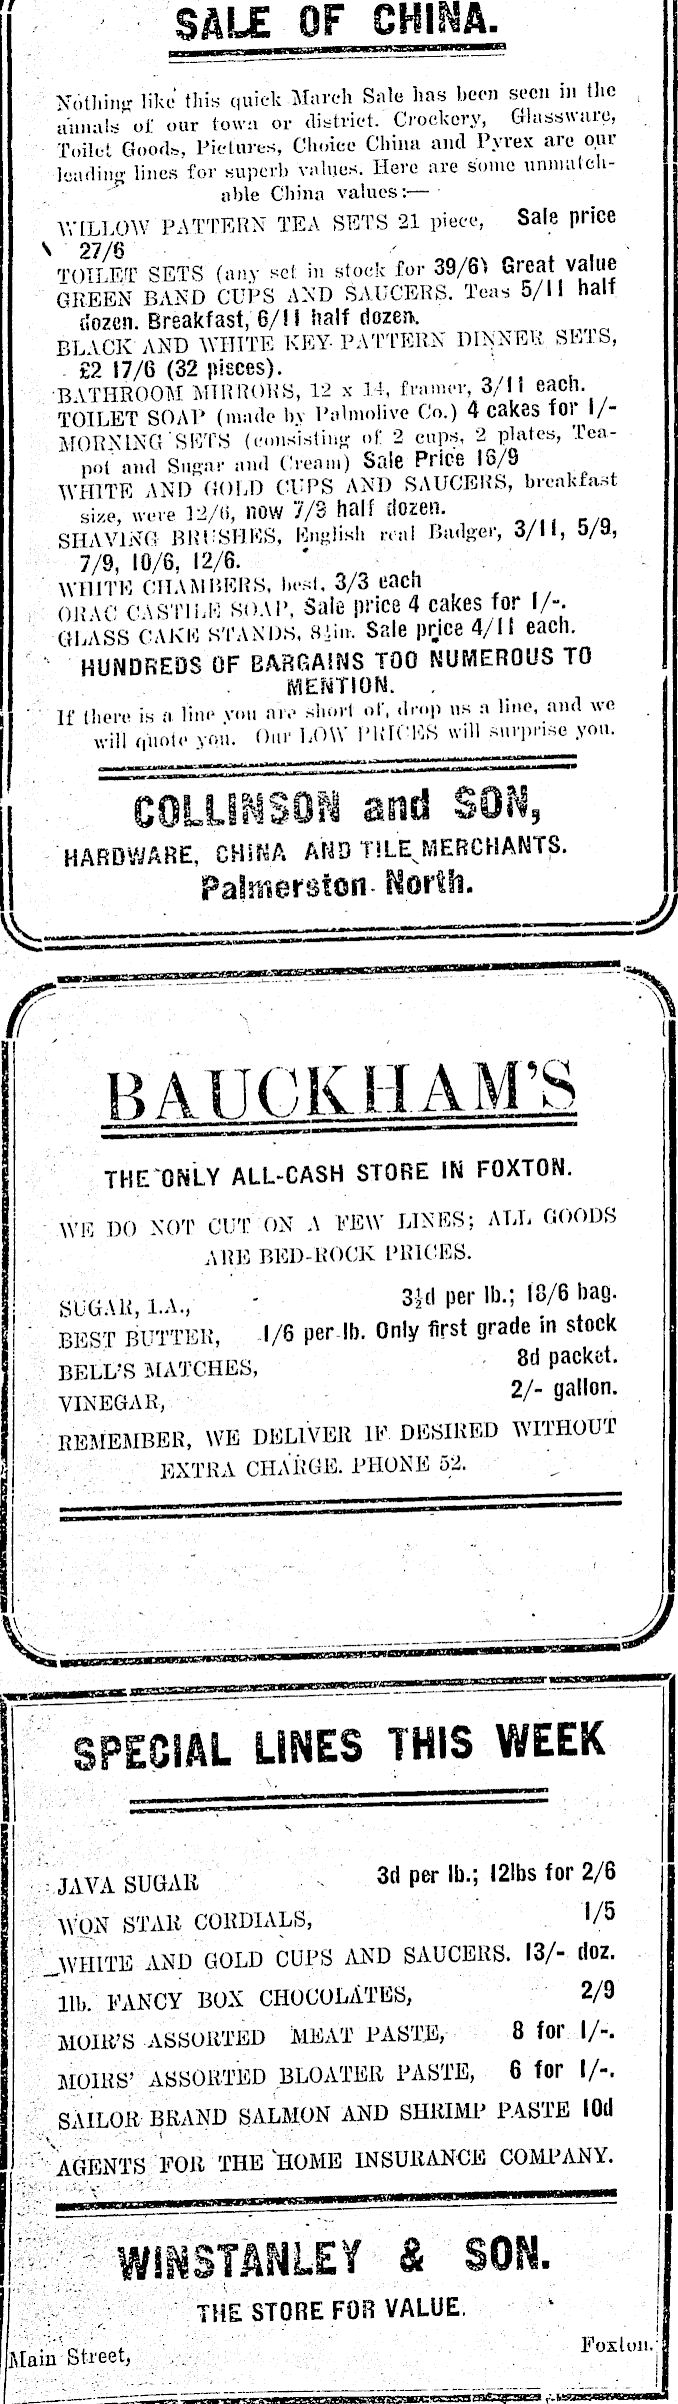 SALE OF CHINA.
Nothing like this quick March Sale has been seen in the
annals of our town or district. Crockery, Glassware,
Toilet Goods, Pictures, Choice China and Pyrex are our
leading lines for superb values. Here are some unmatch-
able China values:—
WILLOW PATTERN TEA SETS 21 piece, Sale price
27/6
TOILET SETS (any set in stock for 39/6) Great value
GREEN BAND CUPS AND SAUCERS. Teas 5/11 half
dozen. Breakfast, 6/11 half dozen.
BLACK AND WHITE KEY PATTERN DINNER SETS,
£2 17/6 (32 pieces).
BATHROOM MIRRORS, 12 x 14, framer, 3/11 each.
TOILET SOAP (made by Palmolive Co.) 4 cakes for 1/-
MORNING SETS (consisting of 2 cups, 2 plates, Tea-
pot and Sugar and Cream) Sale Price 16/9
WHITE AND GOLD CUPS AND SAUCERS, breakfast
size, were 12/6, now 7/3 half dozen.
SHAVING BRUSHES, English real Badger, 3/11, 5/9,
7/9, 10/6, 12/6.
WHITE CHAMBERS, best, 3/3 each
ORAC CASTILE SOAP, Sale price 4 cakes for 1/-.
GLASS CAKE STANDS, 8½in. Sale price 4/11 each.
HUNDREDS OF BARGAINS TOO NUMEROUS TO
MENTION.
If there is a line you are short of, drop us a line, and we
will quote you. Our LOW PRICES will surprise you.
COLLINSON and SON,
HARDWARE, CHINA AND TILE MERCHANTS.
Palmerston North.
BAUCKHAM'S
THE ONLY ALL-CASH STORE IN FOXTON.
WE DO NOT CUT ON A FEW LINES; ALL GOODS
ARE BED-ROCK PRICES.
SUGAR, 1.A., 3½d per lb.; 18/6 bag.
BEST BUTTER, 1/6 per lb. Only first grade in stock
BELL'S MATCHES, 8d packet.
VINEGAR, 2/- gallon.
REMEMBER, WE DELIVER IF DESIRED WITHOUT
EXTRA CHARGE. PHONE 52.
SPECIAL LINES THIS WEEK
JAVA SUGAR 3d per lb.; 12lbs for 2/6
WON STAR CORDIALS, 1/5
WHITE AND GOLD CUPS AND SAUCERS. 13/- doz.
1lb. FANCY BOX CHOCOLATES, 2/9
MOIR'S ASSORTED MEAT PASTE, 8 for 1/-.
MOIRS' ASSORTED BLOATER PASTE, 6 for 1/-.
SAILOR BRAND SALMON AND SHRIMP PASTE 10d
AGENTS FOR THE HOME INSURANCE COMPANY.
WINSTANLEY & SON.
THE STORE FOR VALUE.
Main Street, Foxton.